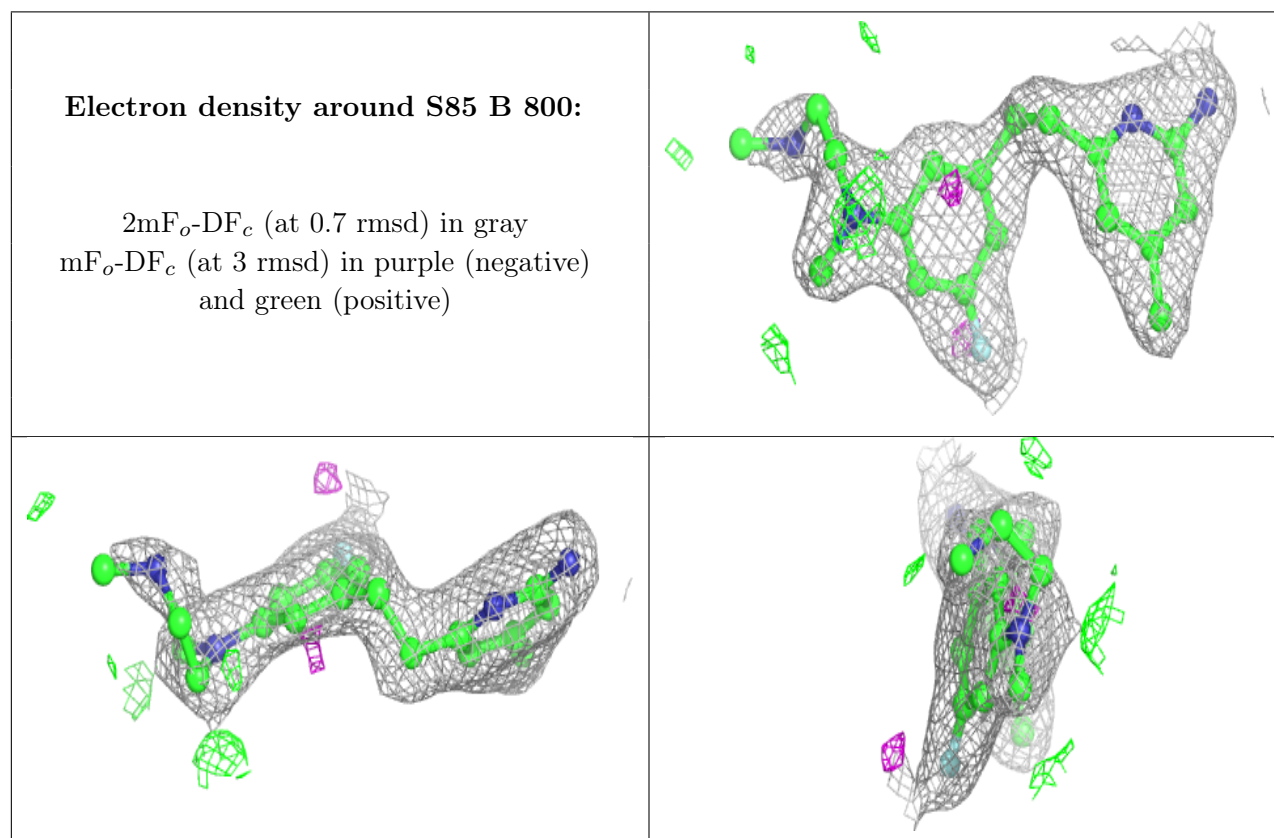 Electron density around S85 B 800:
2mFo-DFc (at 0.7 rmsd) in gray
mFo-DFc (at 3 rmsd) in purple (negative)
and green (positive)